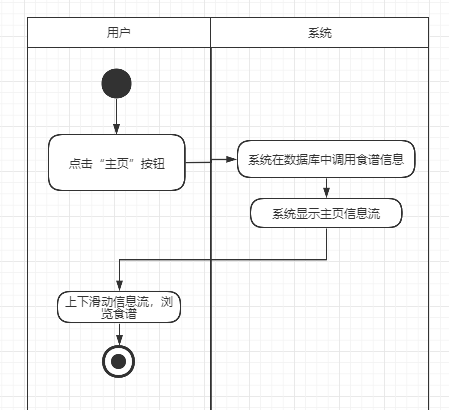 用户
系统
点击“主页”按钮
系统在数据库中调用食谱信息
系统显示主页信息流
上下滑动信息流，浏
览食谱